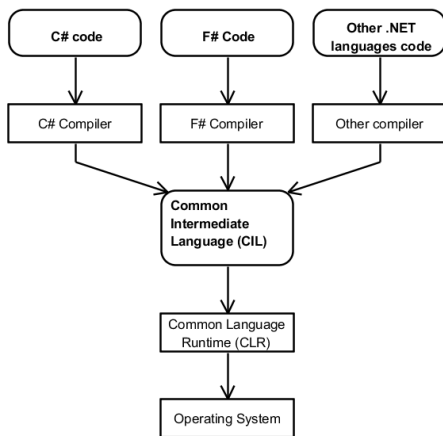 C# code
F# Code
Other .NET
languages code
C# Compiler
F# Compiler
Other compiler
Common
Intermediate
Language (CIL)
Common Language
Runtime (CLR)
Operating System